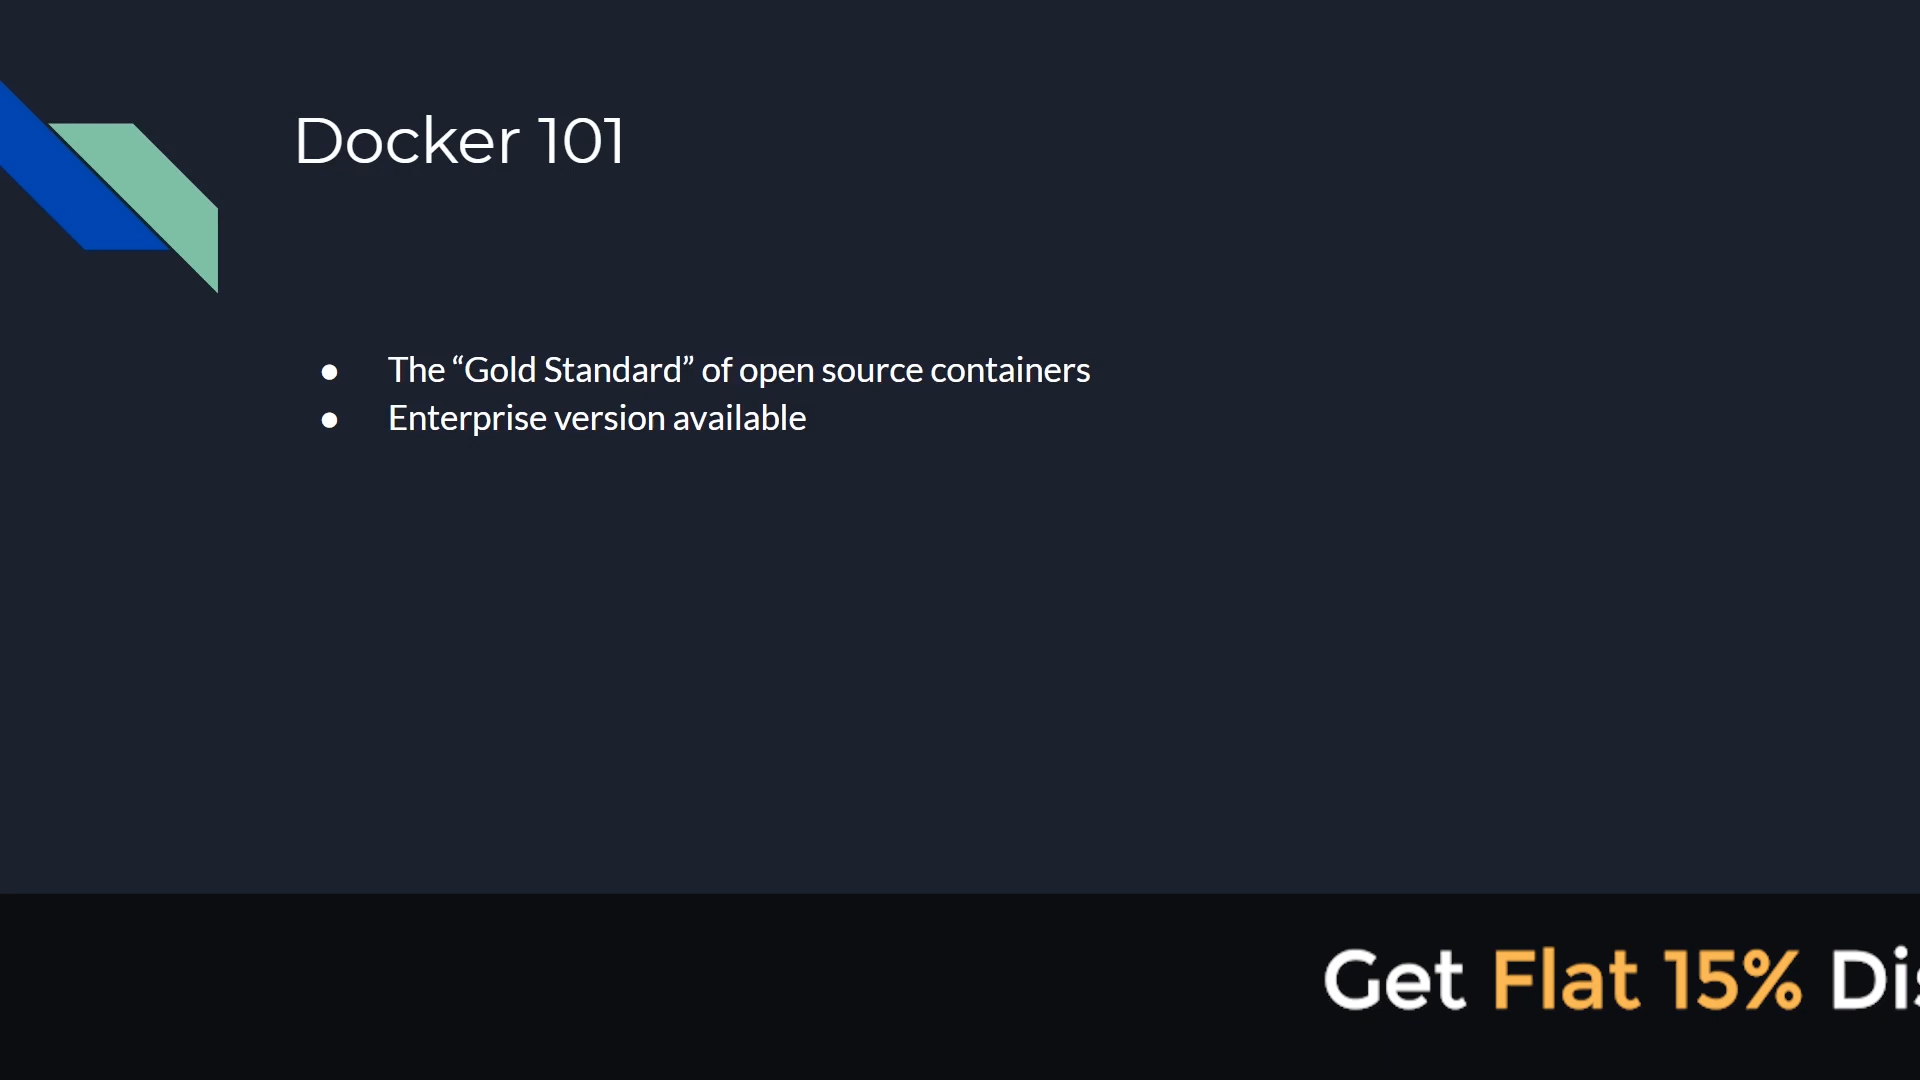 Docker 101
● The “Gold Standard” of open source containers
● Enterprise version available
Get Flat 15%